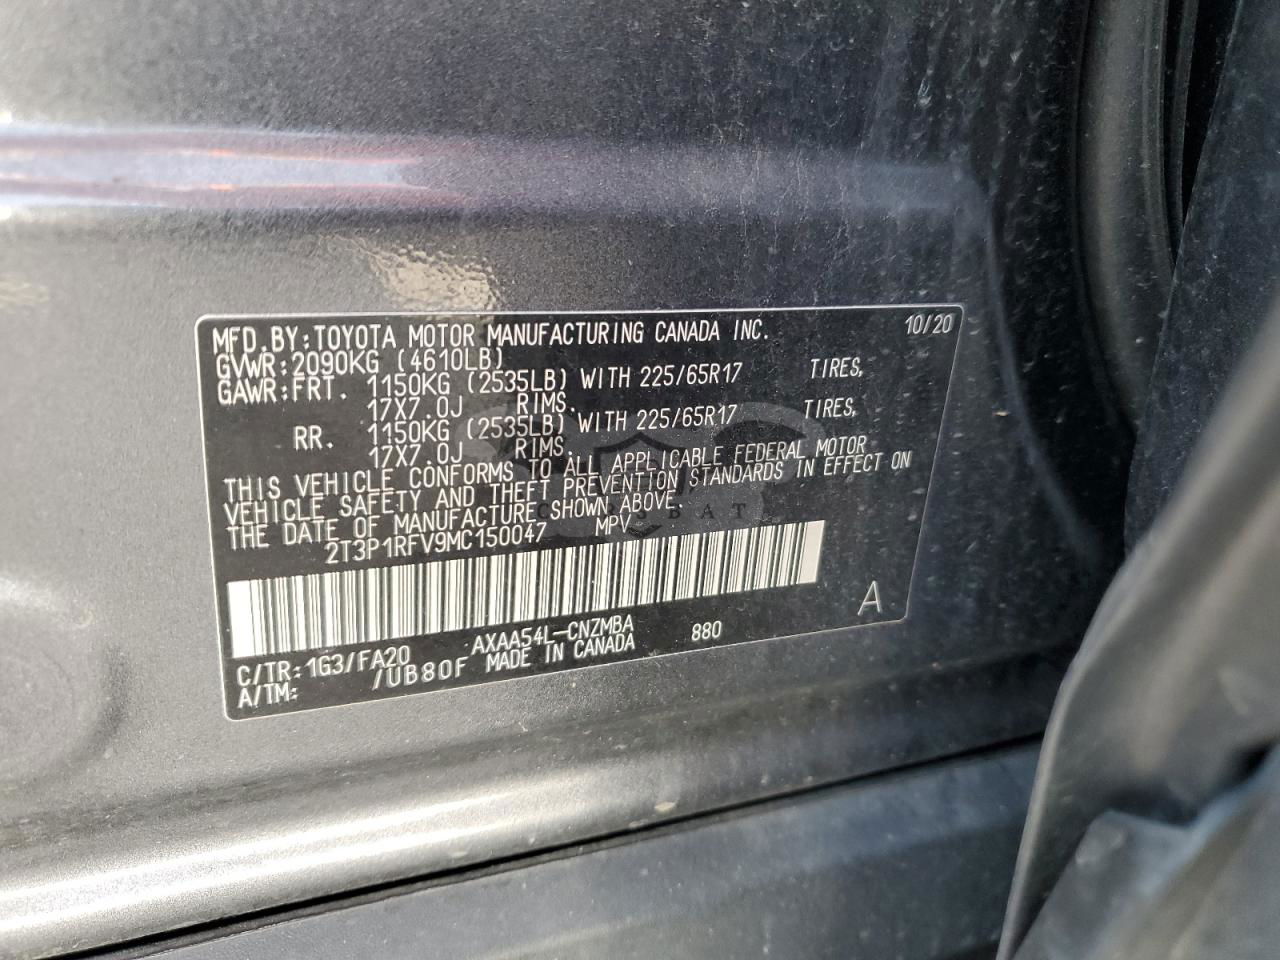 MFD.BY:TOYOTA MOTOR MANUFACTURING CANADA INC. 10/20
GVWR:2090KG (4610LB)
GAWR:FRT. 1150KG (2535LB) WITH 225/65R17 TIRES,
17X7.0J RIMS.
RR. 1150KG (2535LB) WITH 225/65R17 TIRES,
17X7.0J RIMS.
THIS VEHICLE CONFORMS TO ALL APPLICABLE FEDERAL MOTOR
VEHICLE SAFETY AND THEFT PREVENTION STANDARDS IN EFFECT ON
THE DATE OF MANUFACTURE SHOWN ABOVE.
2T3P1RFV9MC150047 MPV
A
AXAA54L-CNZMBA 880
C/TR:1G3/FA20 MADE IN CANADA
A/TM: /UB80F